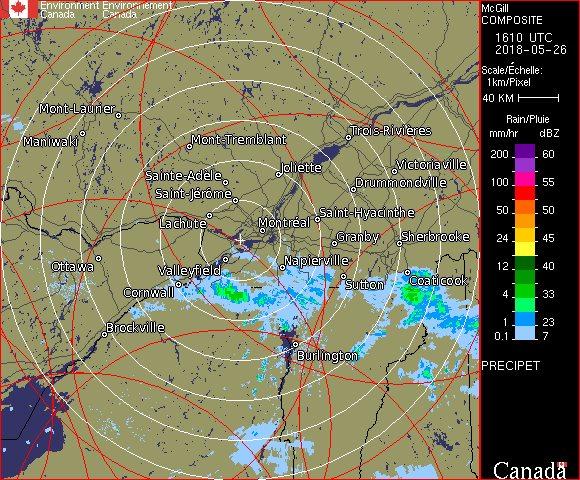 Environment Environnement
Canada Canada
McGill
COMPOSITE
1610 UTC
2018-05-26
Scale/Échelle:
1km/Pixel
40 KM
Rain/Pluie
mm/hr dBZ
200 60
100 55
50 50
24 45
12 40
4 33
1 23
0.1 7
PRECIPET
Canada
Mont-Laurier
Maniwaki
Mont-Tremblant
Trois-Rivières
Joliette
Victoriaville
Sainte-Adèle
Drummondville
Saint-Jérôme
Saint-Hyacinthe
Lachute
Montréal
Granby
Sherbrooke
Ottawa
Valleyfield
Napierville
Cornwall
Sutton
Coaticook
Brockville
Burlington